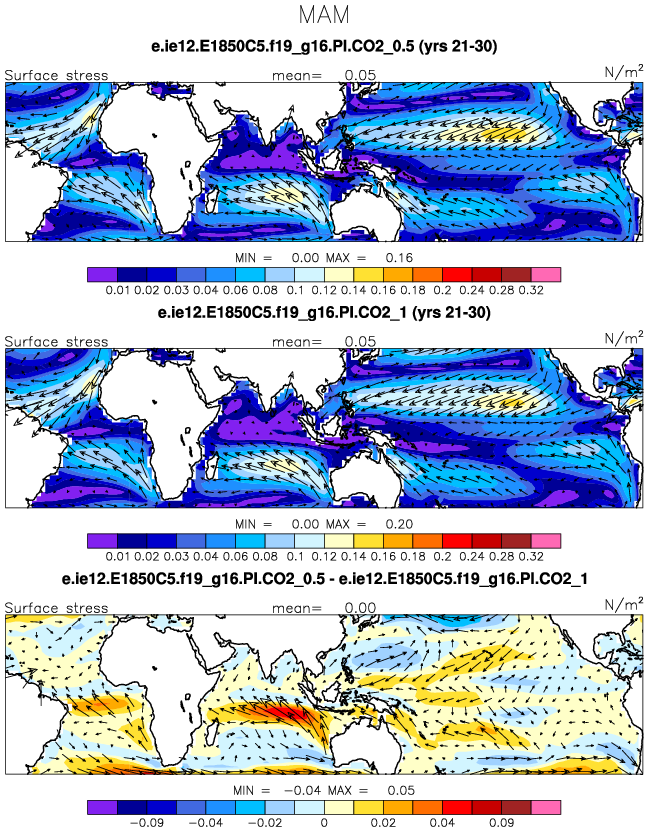 MAM
e.ie12.E1850C5.f19_g16.PI.CO2_0.5 (yrs 21-30)
Surface stress mean= 0.05 N/m²
MIN = 0.00 MAX = 0.16
0.01 0.02 0.03 0.04 0.06 0.08 0.1 0.12 0.14 0.16 0.18 0.2 0.24 0.28 0.32
e.ie12.E1850C5.f19_g16.PI.CO2_1 (yrs 21-30)
Surface stress mean= 0.05 N/m²
MIN = 0.00 MAX = 0.20
0.01 0.02 0.03 0.04 0.06 0.08 0.1 0.12 0.14 0.16 0.18 0.2 0.24 0.28 0.32
e.ie12.E1850C5.f19_g16.PI.CO2_0.5 - e.ie12.E1850C5.f19_g16.PI.CO2_1
Surface stress mean= 0.00 N/m²
MIN = -0.04 MAX = 0.05
-0.09 -0.04 -0.02 0 0.02 0.04 0.09